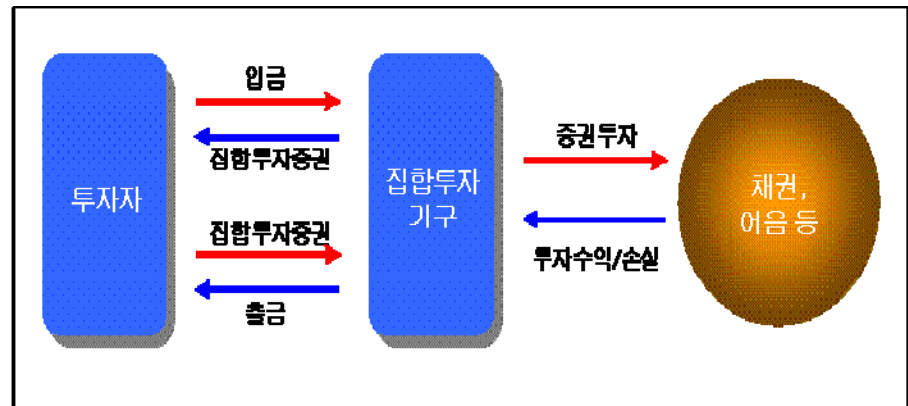 입금
집합투자증권
투자자
집합투자증권
출금
집합투자
기구
증권투자
투자수익/손실
채권,
어음 등